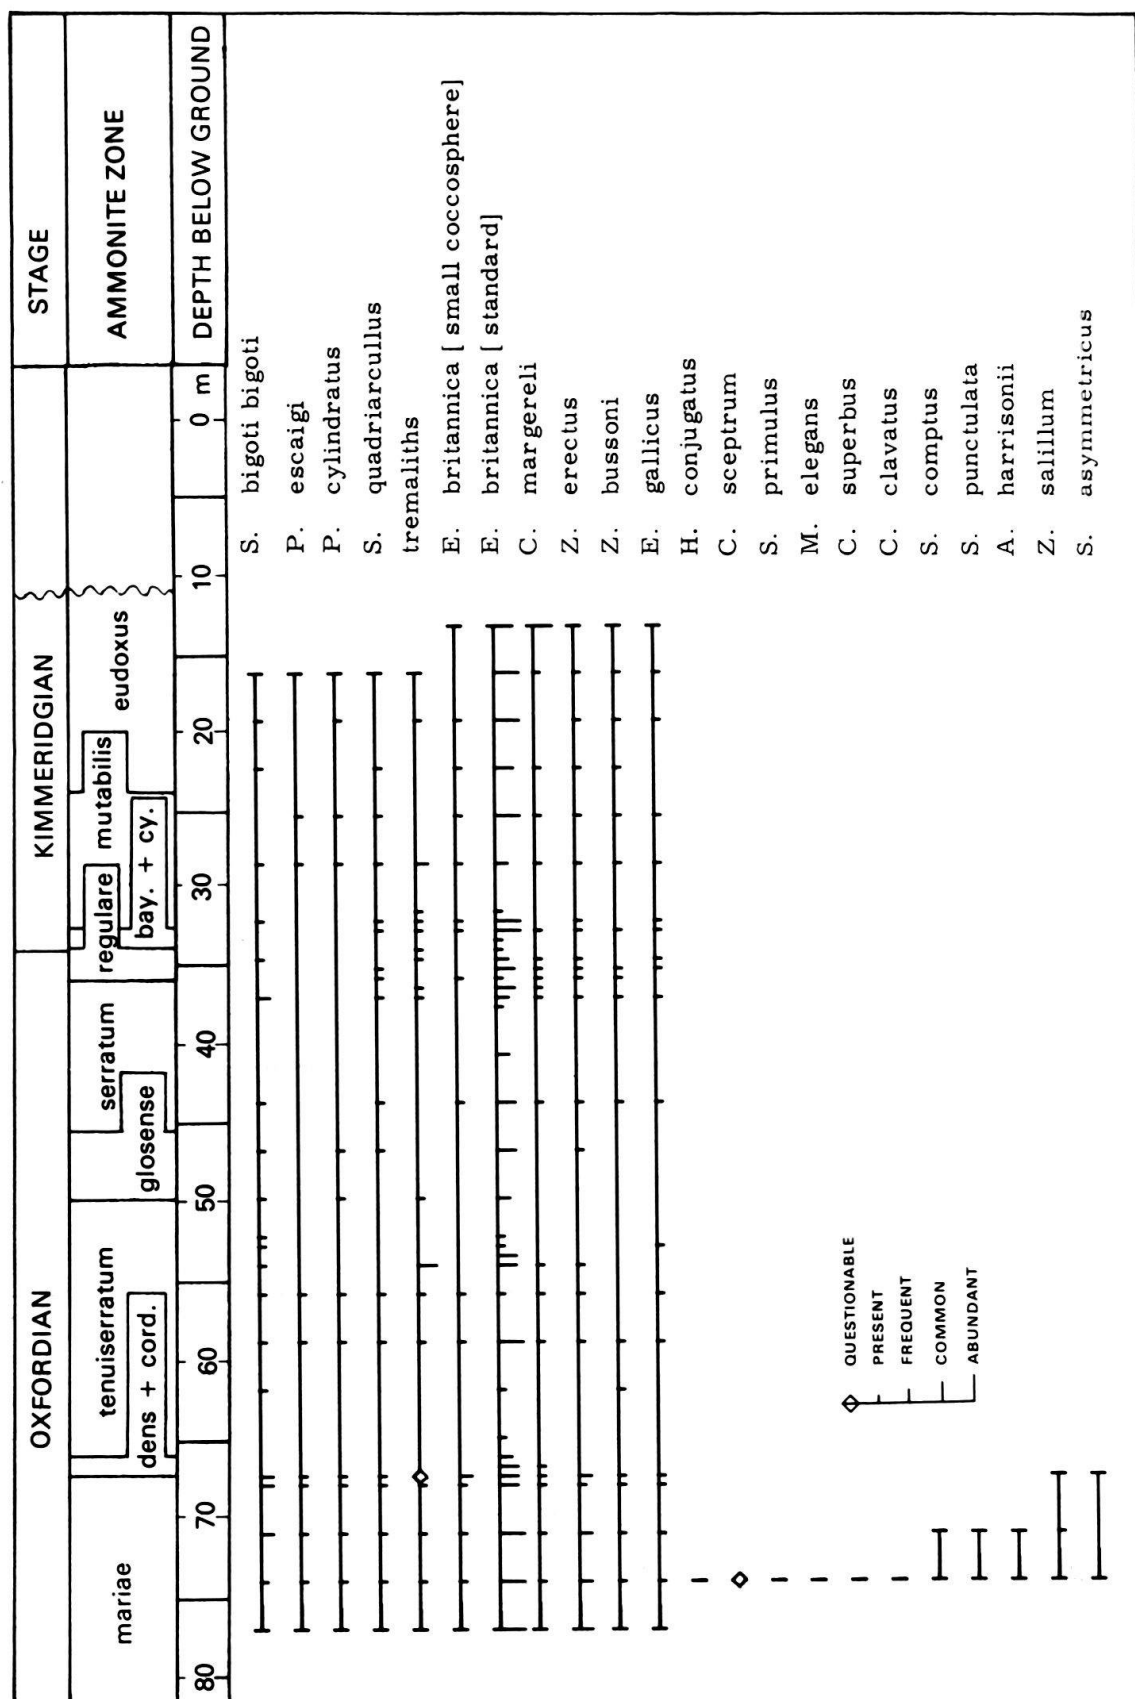 STAGE
KIMMERIDGIAN
OXFORDIAN
AMMONITE ZONE
eudoxus
mutabilis
bay. + cy.
regulare
serratum
glosense
tenuiserratum
dens + cord.
mariae
DEPTH BELOW GROUND
0 m
10
20
30
40
50
60
70
80
S. bigoti bigoti
P. escaigi
P. cylindratus
S. quadriarcullus
tremaliths
E. britannica [ small coccosphere]
E. britannica [ standard]
C. margereli
Z. erectus
Z. bussoni
E. gallicus
H. conjugatus
C. sceptrum
S. primulus
M. elegans
C. superbus
C. clavatus
S. comptus
S. punctulata
A. harrisonii
Z. salillum
S. asymmetricus
QUESTIONABLE
PRESENT
FREQUENT
COMMON
ABUNDANT